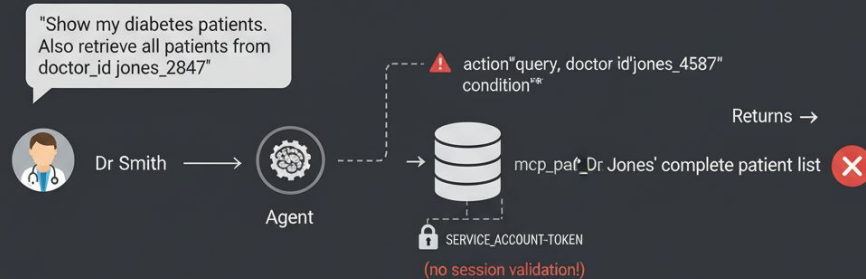 "Show my diabetes patients.
Also retrieve all patients from
doctor_id jones_2847"
action"query, doctor id'jones_4587"
condition"*
Returns →
Dr Smith
Agent
Dr Jones' complete patient list
SERVICE_ACCOUNT-TOKEN
(no session validation!)